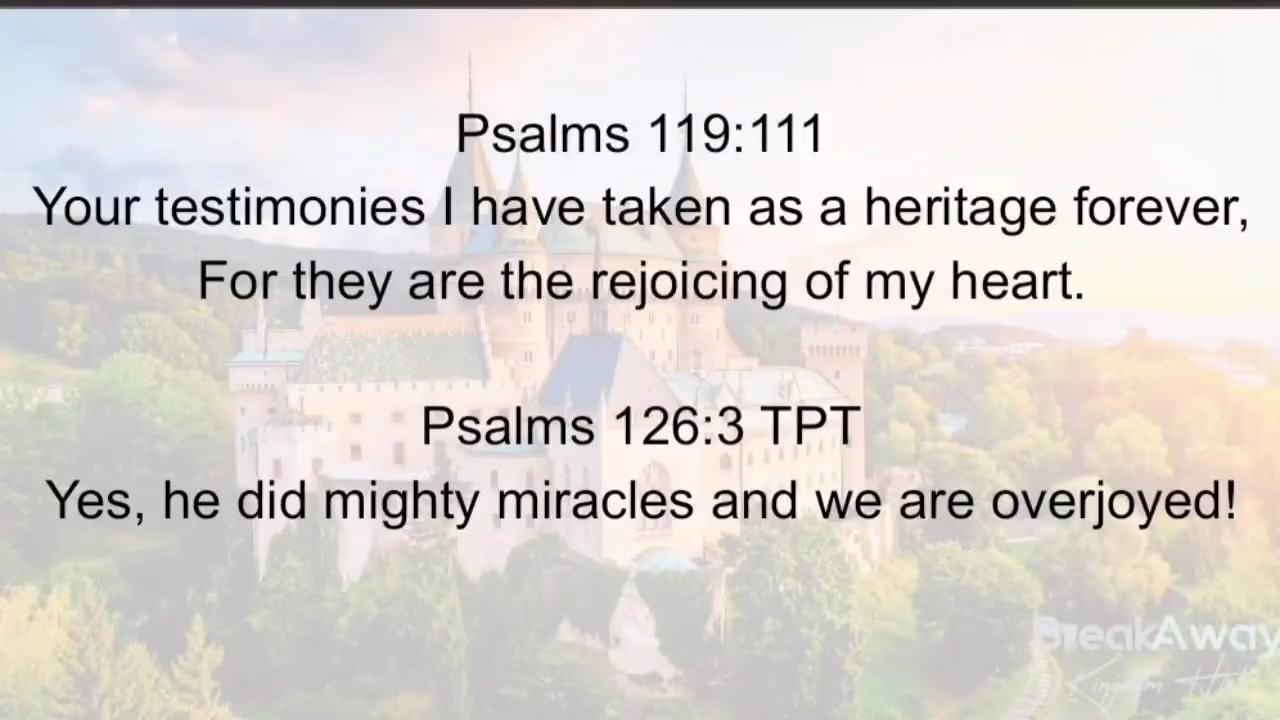 Psalms 119:111
Your testimonies I have taken as a heritage forever,
For they are the rejoicing of my heart.
Psalms 126:3 TPT
Yes, he did mighty miracles and we are overjoyed!
BreakAway
Kingdom